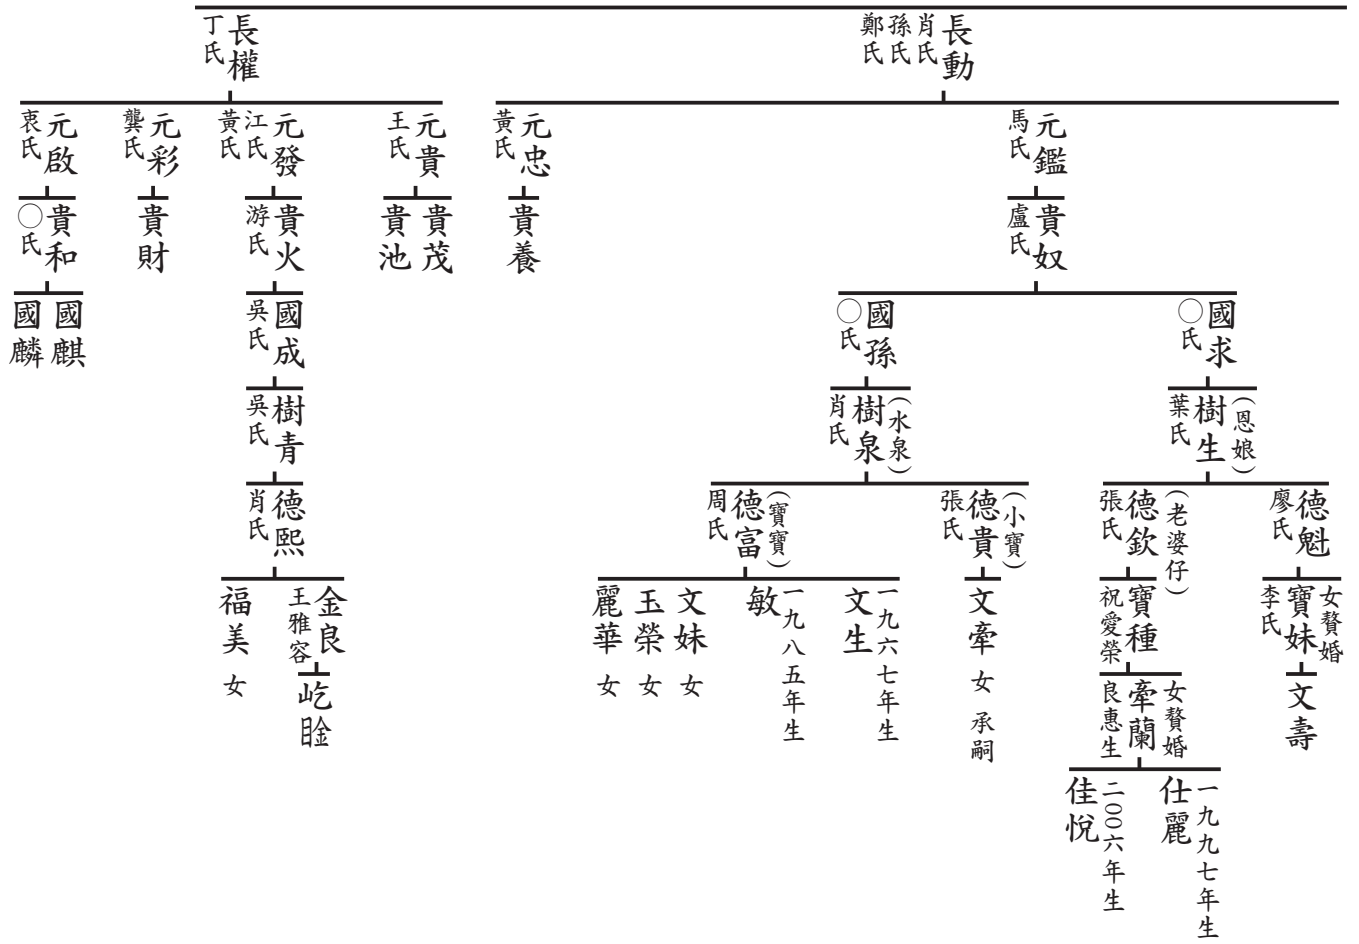 長動
肖氏
孫氏
鄭氏
長權
丁氏
元鑑
馬氏
元忠
黃氏
元貴
王氏
元發
江氏
黃氏
元彩
龔氏
元啟
衷氏
貴奴
盧氏
貴養
貴茂
貴池
貴火
游氏
貴財
貴和
〇氏
國求
〇氏
國孫
〇氏
國成
吳氏
國麒
國麟
(恩娘)
樹生
葉氏
(水泉)
樹泉
肖氏
樹青
吳氏
德魁
廖氏
(老婆仔)
德欽
張氏
(小寶)
德貴
張氏
(寶寶)
德富
周氏
德熙
肖氏
女贅婚
寶妹
李氏
寶種
祝愛榮
文牽 女 承嗣
一九六七年生
文生
一九八五年生
敏
文妹 女
玉榮 女
麗華 女
金良
王雅容
福美 女
文壽
女贅婚
牽蘭
良惠生
屹
一九九七年生
仕麗
二〇〇六年生
佳悅